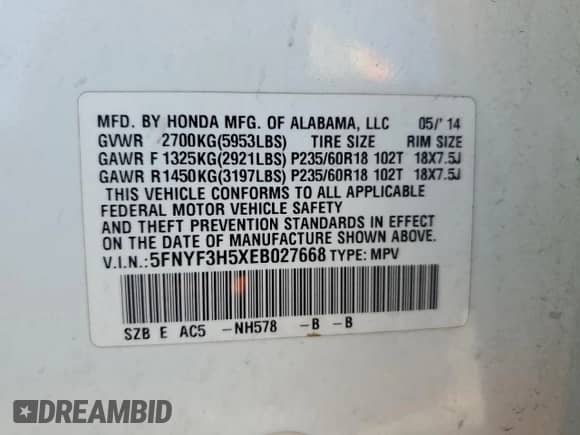 MFD. BY HONDA MFG. OF ALABAMA, LLC 05/'14
GVWR 2700KG(5953LBS) TIRE SIZE RIM SIZE
GAWR F 1325KG(2921LBS) P235/60R18 102T 18X7.5J
GAWR R 1450KG(3197LBS) P235/60R18 102T 18X7.5J
THIS VEHICLE CONFORMS TO ALL APPLICABLE
FEDERAL MOTOR VEHICLE SAFETY
AND THEFT PREVENTION STANDARDS IN EFFECT
ON THE DATE OF MANUFACTURE SHOWN ABOVE.
V.I.N.:5FNYF3H5XEB027668 TYPE: MPV
SZB E AC5 -NH578 -B -B
DREAMBID